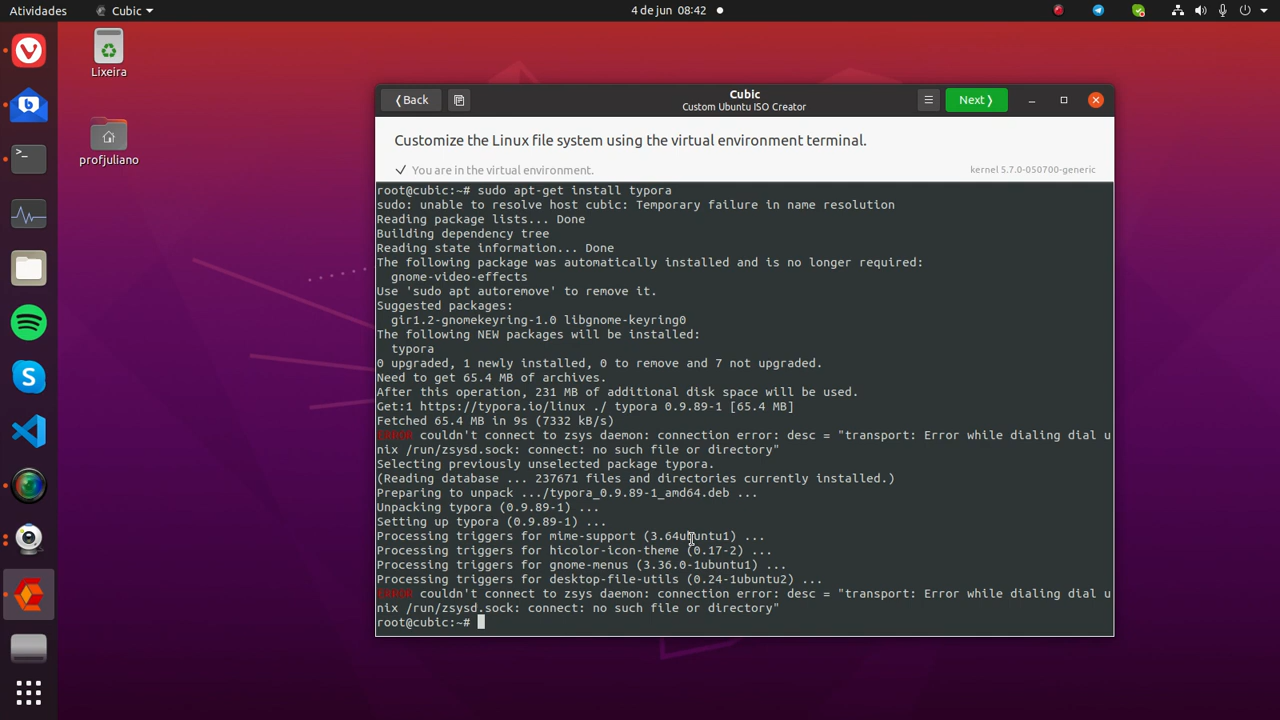 Atividades
Cubic
4 de jun 08:42
Lixeira
profjuliano
Back
Cubic
Custom Ubuntu ISO Creator
Next
Customize the Linux file system using the virtual environment terminal.
You are in the virtual environment.
kernel 5.7.0-050700-generic
root@cubic:~# sudo apt-get install typora
sudo: unable to resolve host cubic: Temporary failure in name resolution
Reading package lists... Done
Building dependency tree
Reading state information... Done
The following package was automatically installed and is no longer required:
gnome-video-effects
Use 'sudo apt autoremove' to remove it.
Suggested packages:
gir1.2-gnomekeyring-1.0 libgnome-keyring0
The following NEW packages will be installed:
typora
0 upgraded, 1 newly installed, 0 to remove and 7 not upgraded.
Need to get 65.4 MB of archives.
After this operation, 231 MB of additional disk space will be used.
Get:1 https://typora.io/linux ./ typora 0.9.89-1 [65.4 MB]
Fetched 65.4 MB in 9s (7332 kB/s)
ERROR couldn't connect to zsys daemon: connection error: desc = "transport: Error while dialing dial u
nix /run/zsysd.sock: connect: no such file or directory"
Selecting previously unselected package typora.
(Reading database ... 237671 files and directories currently installed.)
Preparing to unpack .../typora_0.9.89-1_amd64.deb ...
Unpacking typora (0.9.89-1) ...
Setting up typora (0.9.89-1) ...
Processing triggers for mime-support (3.64ubuntu1) ...
Processing triggers for hicolor-icon-theme (0.17-2) ...
Processing triggers for gnome-menus (3.36.0-1ubuntu1) ...
Processing triggers for desktop-file-utils (0.24-1ubuntu2) ...
ERROR couldn't connect to zsys daemon: connection error: desc = "transport: Error while dialing dial u
nix /run/zsysd.sock: connect: no such file or directory"
root@cubic:~#